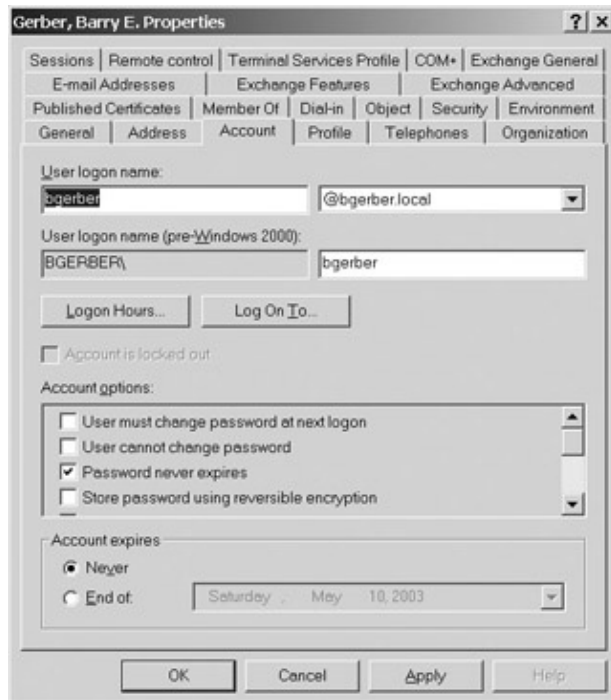 Gerber, Barry E. Properties
Sessions Remote control Terminal Services Profile COM+ Exchange General
E-mail Addresses Exchange Features Exchange Advanced
Published Certificates Member Of Dial-in Object Security Environment
General Address Account Profile Telephones Organization
User logon name:
bgerber @bgerber.local
User logon name (pre-Windows 2000):
BGERBER\ bgerber
Logon Hours... Log On To...
Account is locked out
Account options:
User must change password at next logon
User cannot change password
Password never expires
Store password using reversible encryption
Account expires
Never
End of: Saturday , May 10, 2003
OK Cancel Apply Help